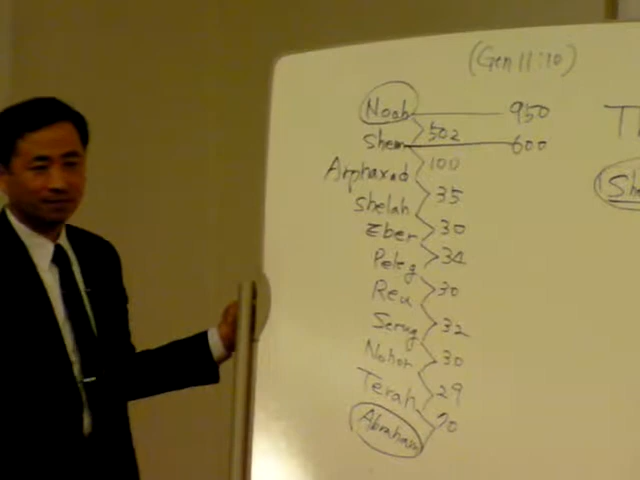 (Gen 11:10)
Noah 950
502
Shem 600
100
Arphaxad
35
Shelah
30
Eber
34
Peleg
30
Reu
32
Serug
30
Nohor
29
Terah
70
Abraham